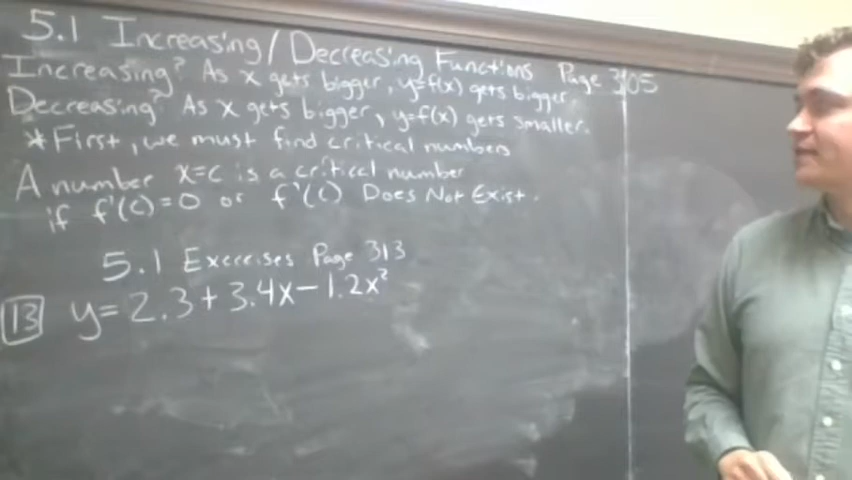 5.1 Increasing/Decreasing Functions Page 305
Increasing? As x gets bigger, y=f(x) gets bigger
Decreasing? As x gets bigger, y=f(x) gets smaller.
*First, we must find critical numbers
A number x=c is a critical number
if f'(c)=0 or f'(c) Does Not Exist.
5.1 Exercises Page 313
13 y=2.3+3.4x-1.2x²